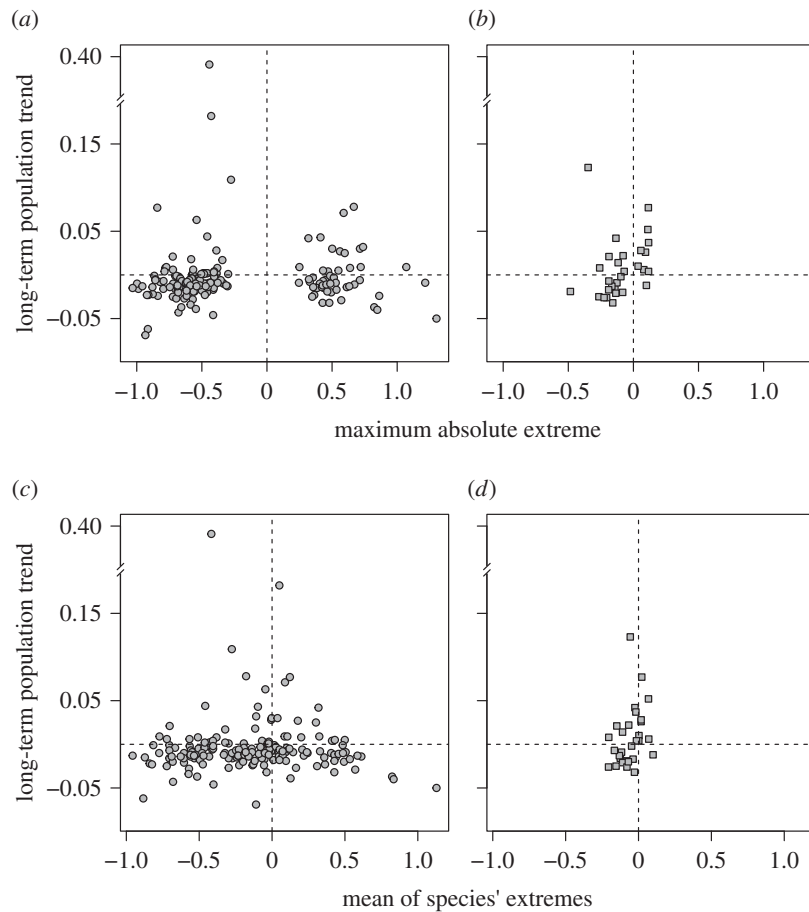 (a) (b)
0.40
0.15
0.05
−0.05
long-term population trend
−1.0 −0.5 0 0.5 1.0 −1.0 −0.5 0 0.5 1.0
maximum absolute extreme
(c) (d)
0.40
0.15
0.05
−0.05
long-term population trend
−1.0 −0.5 0 0.5 1.0 −1.0 −0.5 0 0.5 1.0
mean of species' extremes